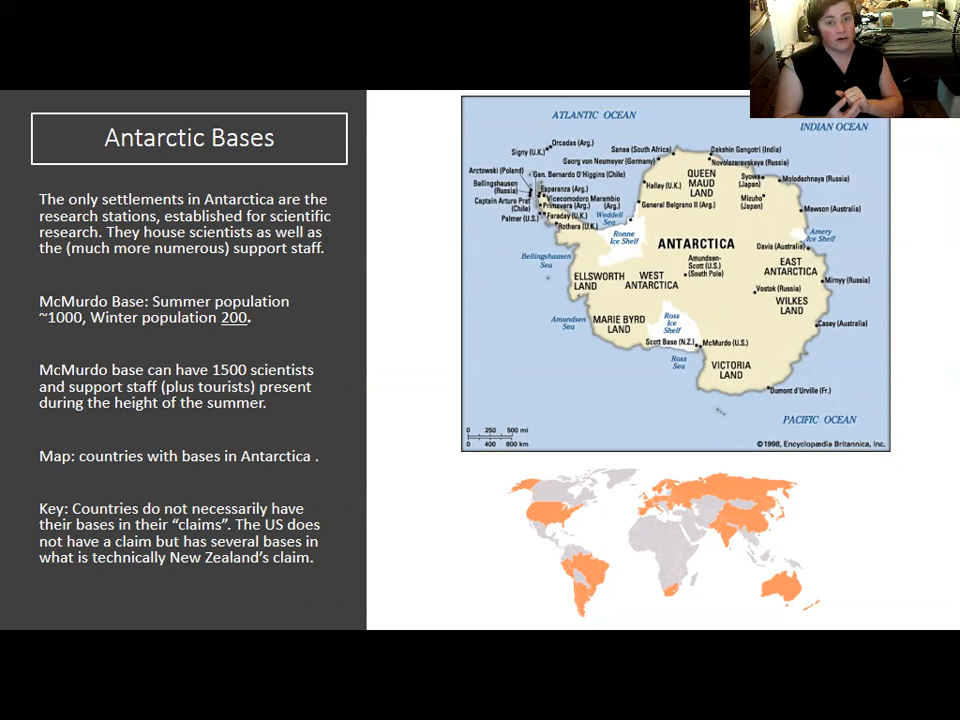 Antarctic Bases
The only settlements in Antarctica are the
research stations, established for scientific
research. They house scientists as well as
the (much more numerous) support staff.
McMurdo Base: Summer population
~1000, Winter population 200.
McMurdo base can have 1500 scientists
and support staff (plus tourists) present
during the height of the summer.
Map: countries with bases in Antarctica .
Key: Countries do not necessarily have
their bases in their “claims”. The US does
not have a claim but has several bases in
what is technically New Zealand’s claim.
ATLANTIC OCEAN
INDIAN OCEAN
Orcadas (Arg.)
Signy (U.K.)
Sanae (South Africa)
Dakshin Gangotri (India)
Georg von Neumeyer (Germany)
Novolazarevskaya (Russia)
Arctowski (Poland)
Gen. Bernardo O'Higgins (Chile)
QUEEN
MAUD
LAND
Syowa
(Japan)
Molodezhnaya (Russia)
Bellingshausen
(Russia)
Esperanza (Arg.)
Halley (U.K.)
Vicecomodoro Marambio
(Arg.)
Mizuho
(Japan)
Captain Arturo Prat
(Chile)
Primavera (Arg.)
General Belgrano II (Arg.)
Mawson (Australia)
Palmer (U.S.)
Faraday (U.K.)
Weddell
Sea
Rothera (U.K.)
Ronne
Ice Shelf
Amery
Ice Shelf
ANTARCTICA
Davis (Australia)
Bellingshausen
Sea
Amundsen-
Scott (U.S.)
(South Pole)
EAST
ANTARCTICA
ELLSWORTH
LAND
WEST
ANTARCTICA
Mirnyy (Russia)
Vostok (Russia)
WILKES
LAND
Amundsen
Sea
MARIE BYRD
LAND
Ross
Ice
Shelf
Casey (Australia)
Scott Base (N.Z.)
McMurdo (U.S.)
Ross
Sea
VICTORIA
LAND
Dumont d'Urville (Fr.)
PACIFIC OCEAN
0 250 500 mi
0 400 800 km
©1998, Encyclopædia Britannica, Inc.